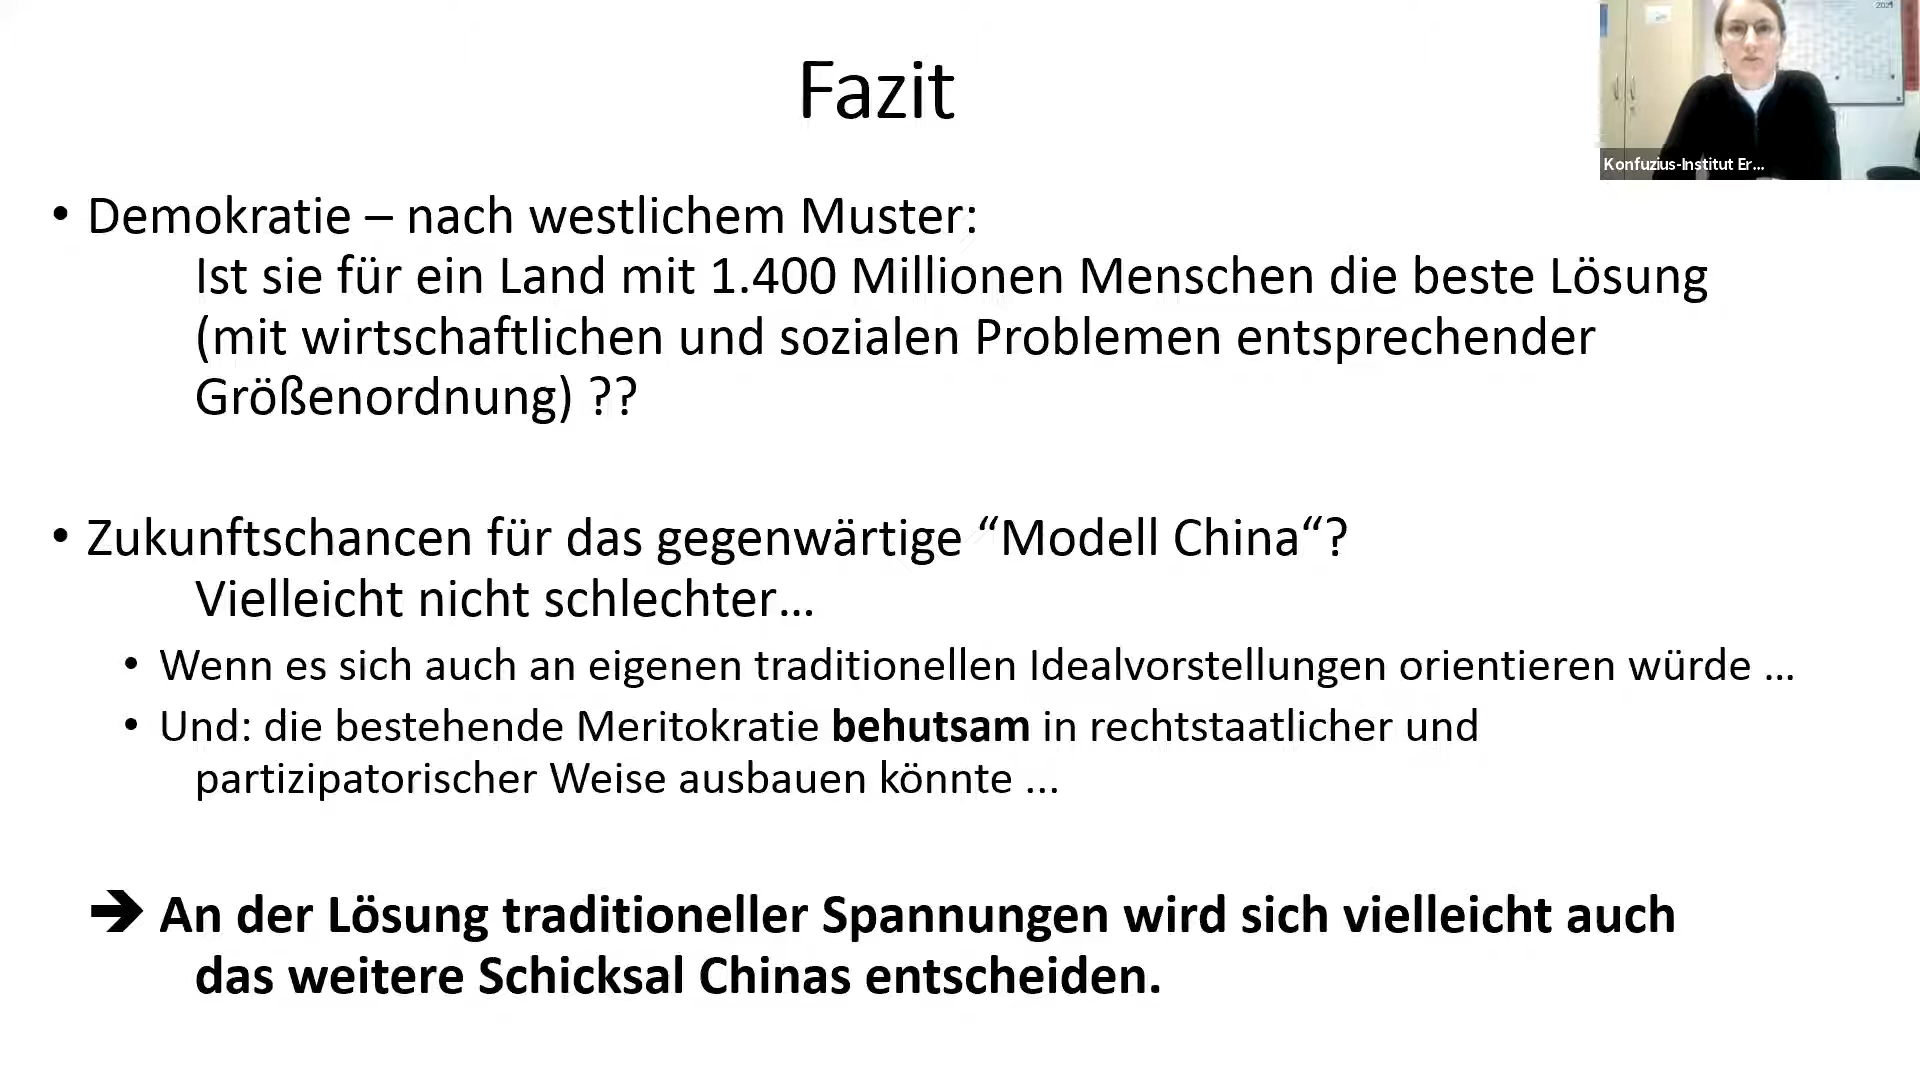 Fazit
2021
Konfuzius-Institut Er...
• Demokratie – nach westlichem Muster:
Ist sie für ein Land mit 1.400 Millionen Menschen die beste Lösung
(mit wirtschaftlichen und sozialen Problemen entsprechender
Größenordnung) ??
• Zukunftschancen für das gegenwärtige “Modell China“?
Vielleicht nicht schlechter…
• Wenn es sich auch an eigenen traditionellen Idealvorstellungen orientieren würde …
• Und: die bestehende Meritokratie behutsam in rechtstaatlicher und
partizipatorischer Weise ausbauen könnte ...
➔ An der Lösung traditioneller Spannungen wird sich vielleicht auch
das weitere Schicksal Chinas entscheiden.